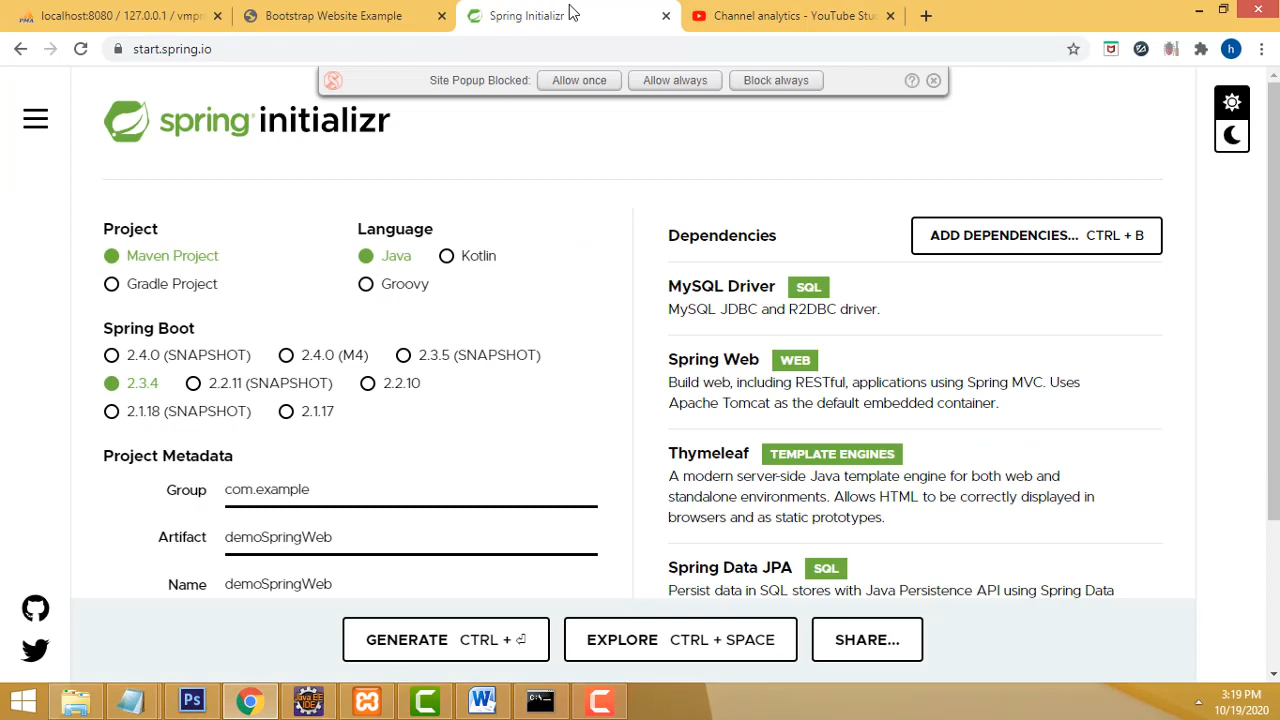 localhost:8080 / 127.0.0.1 / vmpr
Bootstrap Website Example
Spring Initializr
Channel analytics - YouTube Stu
start.spring.io
h
Site Popup Blocked: Allow once Allow always Block always
spring initializr
Project
Maven Project
Gradle Project
Language
Java Kotlin
Groovy
Spring Boot
2.4.0 (SNAPSHOT) 2.4.0 (M4) 2.3.5 (SNAPSHOT)
2.3.4 2.2.11 (SNAPSHOT) 2.2.10
2.1.18 (SNAPSHOT) 2.1.17
Project Metadata
Group com.example
Artifact demoSpringWeb
Name demoSpringWeb
Dependencies
ADD DEPENDENCIES... CTRL + B
MySQL Driver SQL
MySQL JDBC and R2DBC driver.
Spring Web WEB
Build web, including RESTful, applications using Spring MVC. Uses
Apache Tomcat as the default embedded container.
Thymeleaf TEMPLATE ENGINES
A modern server-side Java template engine for both web and
standalone environments. Allows HTML to be correctly displayed in
browsers and as static prototypes.
Spring Data JPA SQL
Persist data in SQL stores with Java Persistence API using Spring Data
GENERATE CTRL + ⏎
EXPLORE CTRL + SPACE
SHARE...
Ps
Java EE
IDE
3:19 PM
10/19/2020